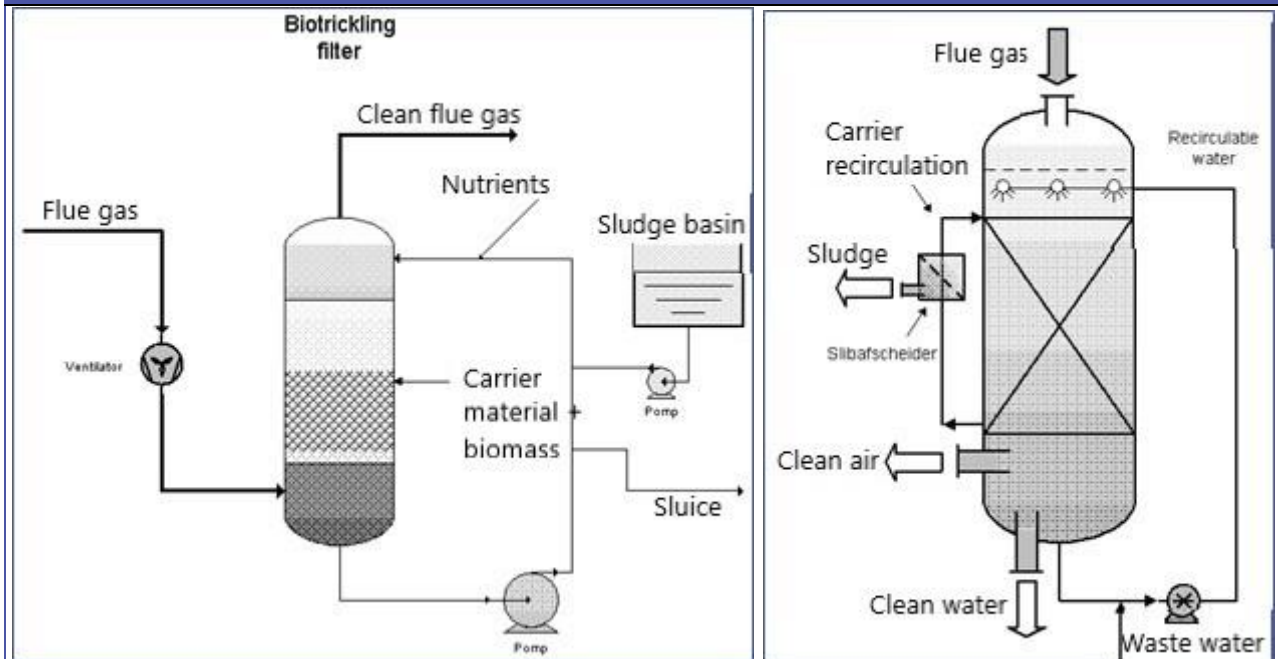 Biotrickling
filter
Clean flue gas
Nutrients
Flue gas
Sludge basin
Ventilator
Carrier
material +
biomass
Pomp
Sluice
Pomp
Flue gas
Carrier
recirculation
Recirculatie
water
Sludge
Slibafscheider
Clean air
Clean water
Waste water